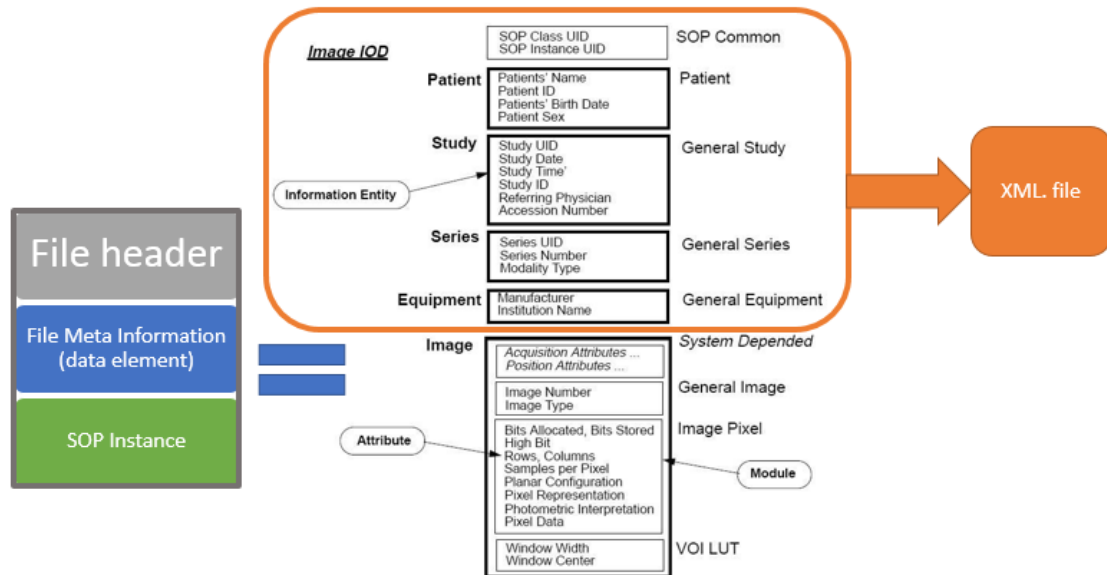 Image IOD
SOP Class UID
SOP Instance UID
SOP Common
Patient
Patients' Name
Patient ID
Patients' Birth Date
Patient Sex
Patient
Study
Study UID
Study Date
Study Time'
Study ID
Referring Physician
Accession Number
General Study
Information Entity
Series
Series UID
Series Number
Modality Type
General Series
Equipment
Manufacturer
Institution Name
General Equipment
XML. file
File header
File Meta Information
(data element)
SOP Instance
Image
System Depended
Acquisition Attributes ...
Position Attributes ...
Image Number
Image Type
General Image
Bits Allocated, Bits Stored
High Bit
Rows, Columns
Samples per Pixel
Planar Configuration
Pixel Representation
Photometric Interpretation
Pixel Data
Image Pixel
Attribute
Module
Window Width
Window Center
VOI LUT